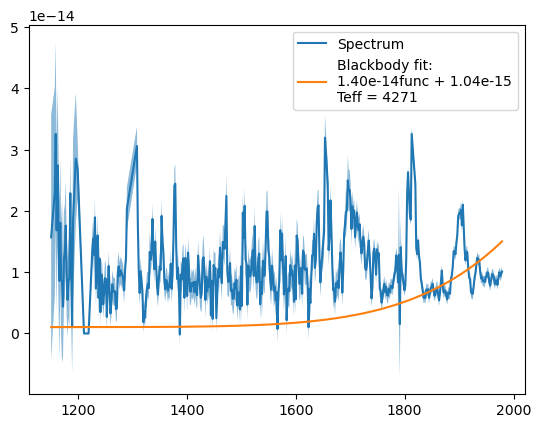 1e−14
5
4
3
2
1
0
Spectrum
Blackbody fit:
1.40e-14func + 1.04e-15
Teff = 4271
1200 1400 1600 1800 2000